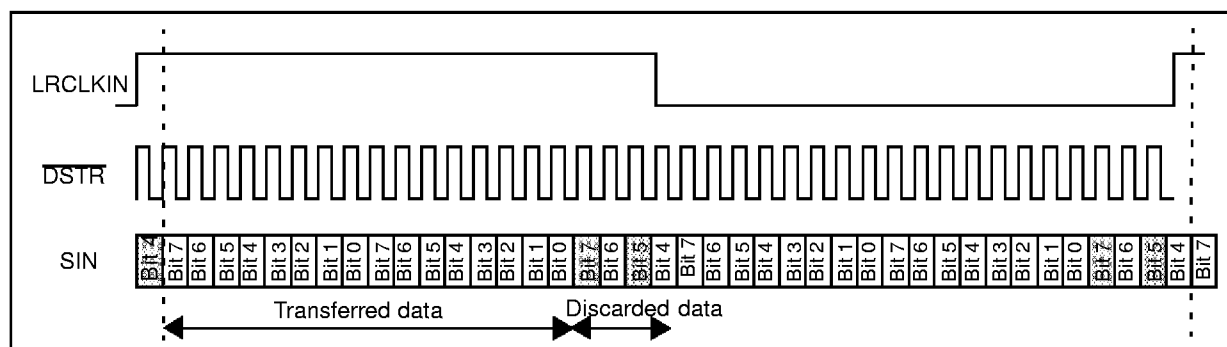 LRCLKIN
DSTR
SIN
Bit 4
Bit 7
Bit 6
Bit 5
Bit 4
Bit 3
Bit 2
Bit 1
Bit 0
Bit 7
Bit 6
Bit 5
Bit 4
Bit 3
Bit 2
Bit 1
Bit 0
Bit 7
Bit 6
Bit 5
Bit 4
Bit 7
Bit 6
Bit 5
Bit 4
Bit 3
Bit 2
Bit 1
Bit 0
Bit 7
Bit 6
Bit 5
Bit 4
Bit 3
Bit 2
Bit 1
Bit 0
Bit 7
Bit 6
Bit 5
Bit 4
Bit 7
Transferred data
Discarded data